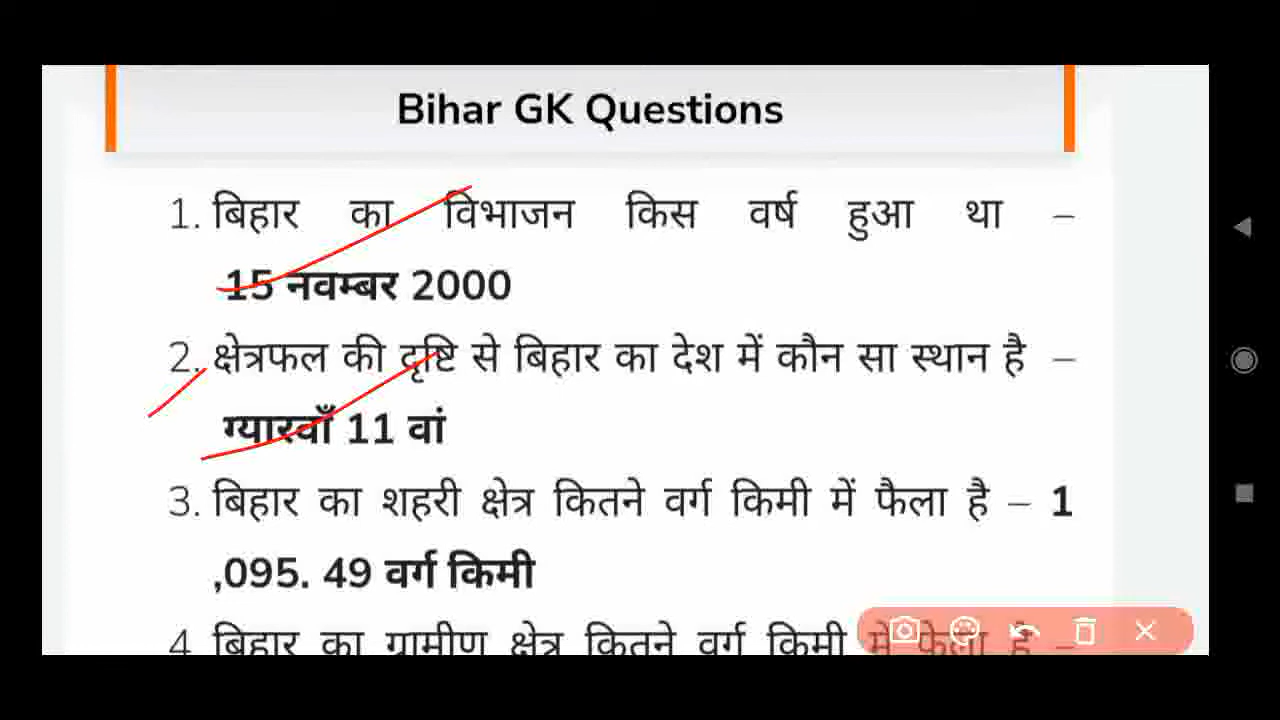 Bihar GK Questions
1. बिहार का विभाजन किस वर्ष हुआ था –
15 नवम्बर 2000
2. क्षेत्रफल की दृष्टि से बिहार का देश में कौन सा स्थान है –
ग्यारवाँ 11 वां
3. बिहार का शहरी क्षेत्र कितने वर्ग किमी में फैला है – 1
,095. 49 वर्ग किमी
4. बिहार का ग्रामीण क्षेत्र कितने वर्ग किमी में फैला है –